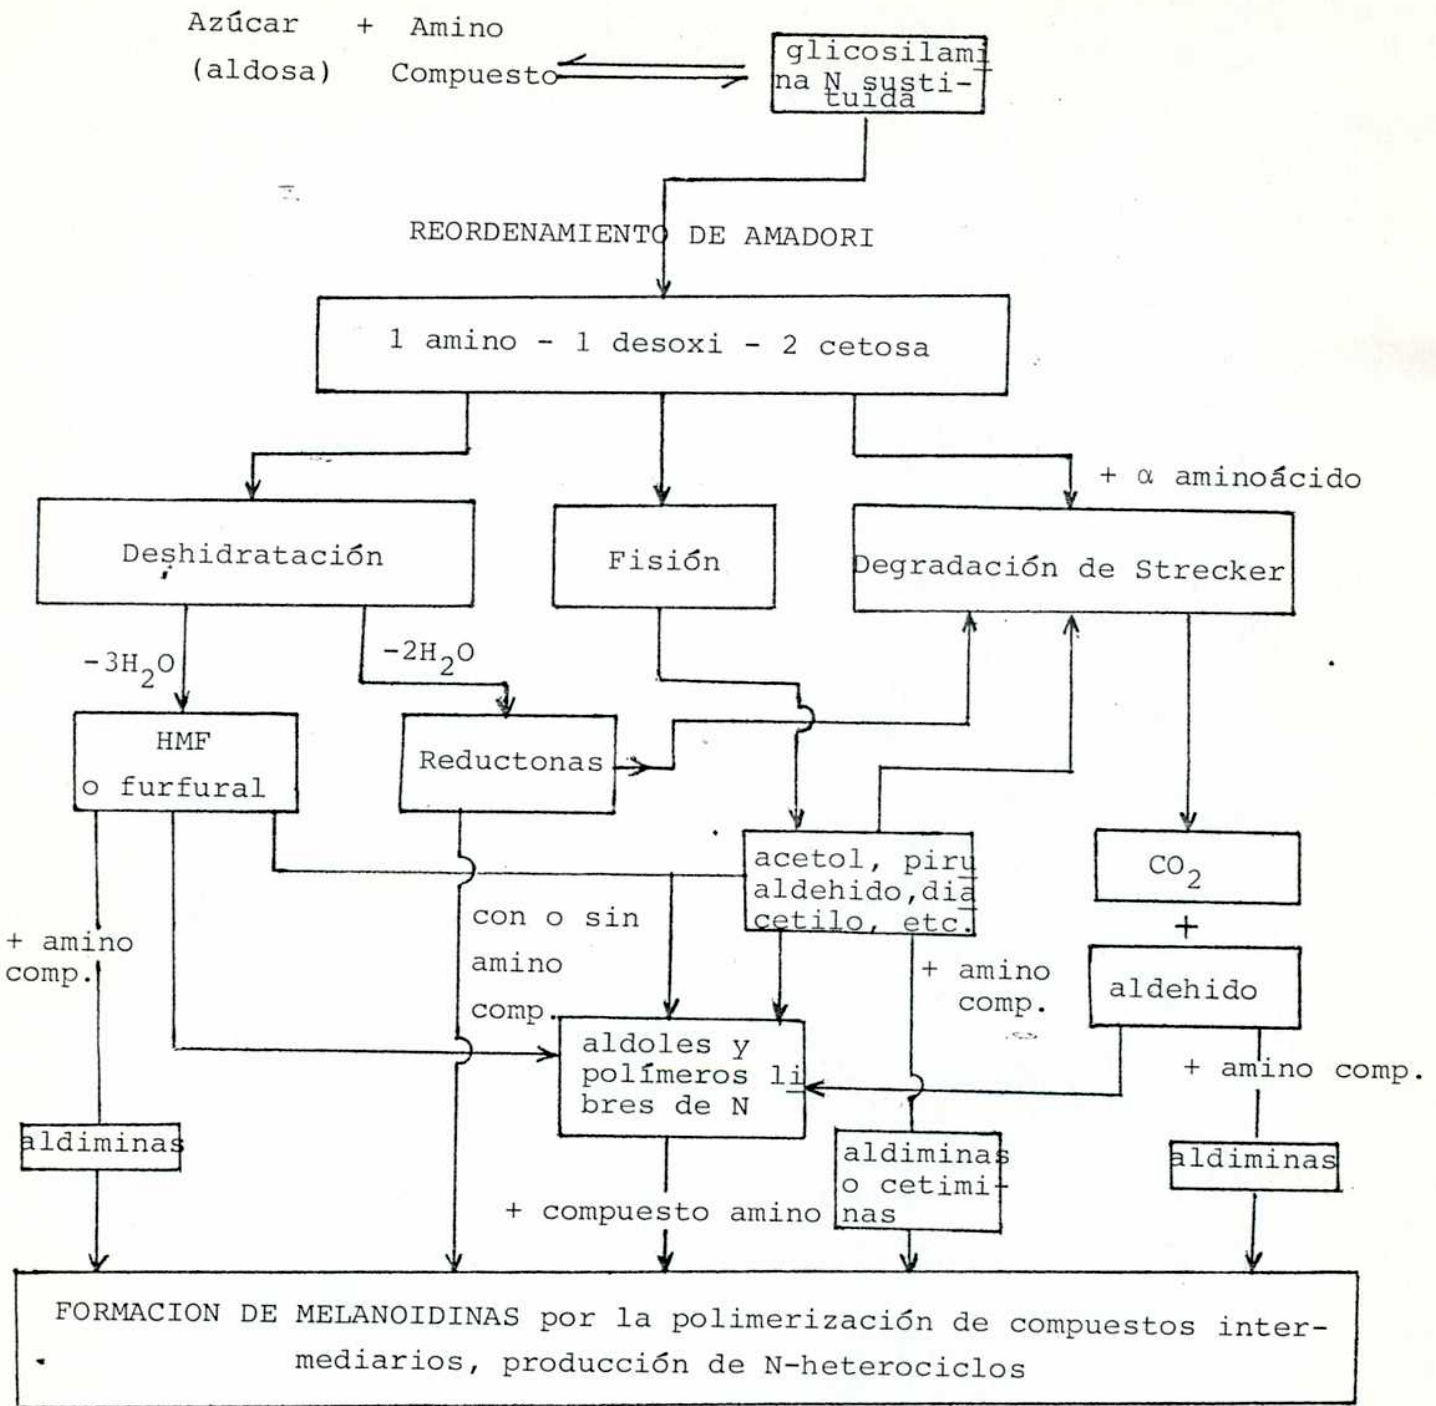 Azúcar + Amino
(aldosa) Compuesto
glicosilami
na N susti-
tuída
REORDENAMIENTO DE AMADORI
1 amino - 1 desoxi - 2 cetosa
+ α aminoácido
Deshidratación
Fisión
Degradación de Strecker
-3H₂O
-2H₂O
HMF
o furfural
Reductonas
acetol, piru
aldehido,dia
cetilo, etc.
CO₂
+
aldehido
+ amino
comp.
con o sin
amino
comp.
+ amino
comp.
+ amino comp.
aldoles y
polímeros li
bres de N
aldiminas
aldiminas
o cetimi-
nas
aldiminas
+ compuesto amino
FORMACION DE MELANOIDINAS por la polimerización de compuestos inter-
mediarios, producción de N-heterociclos